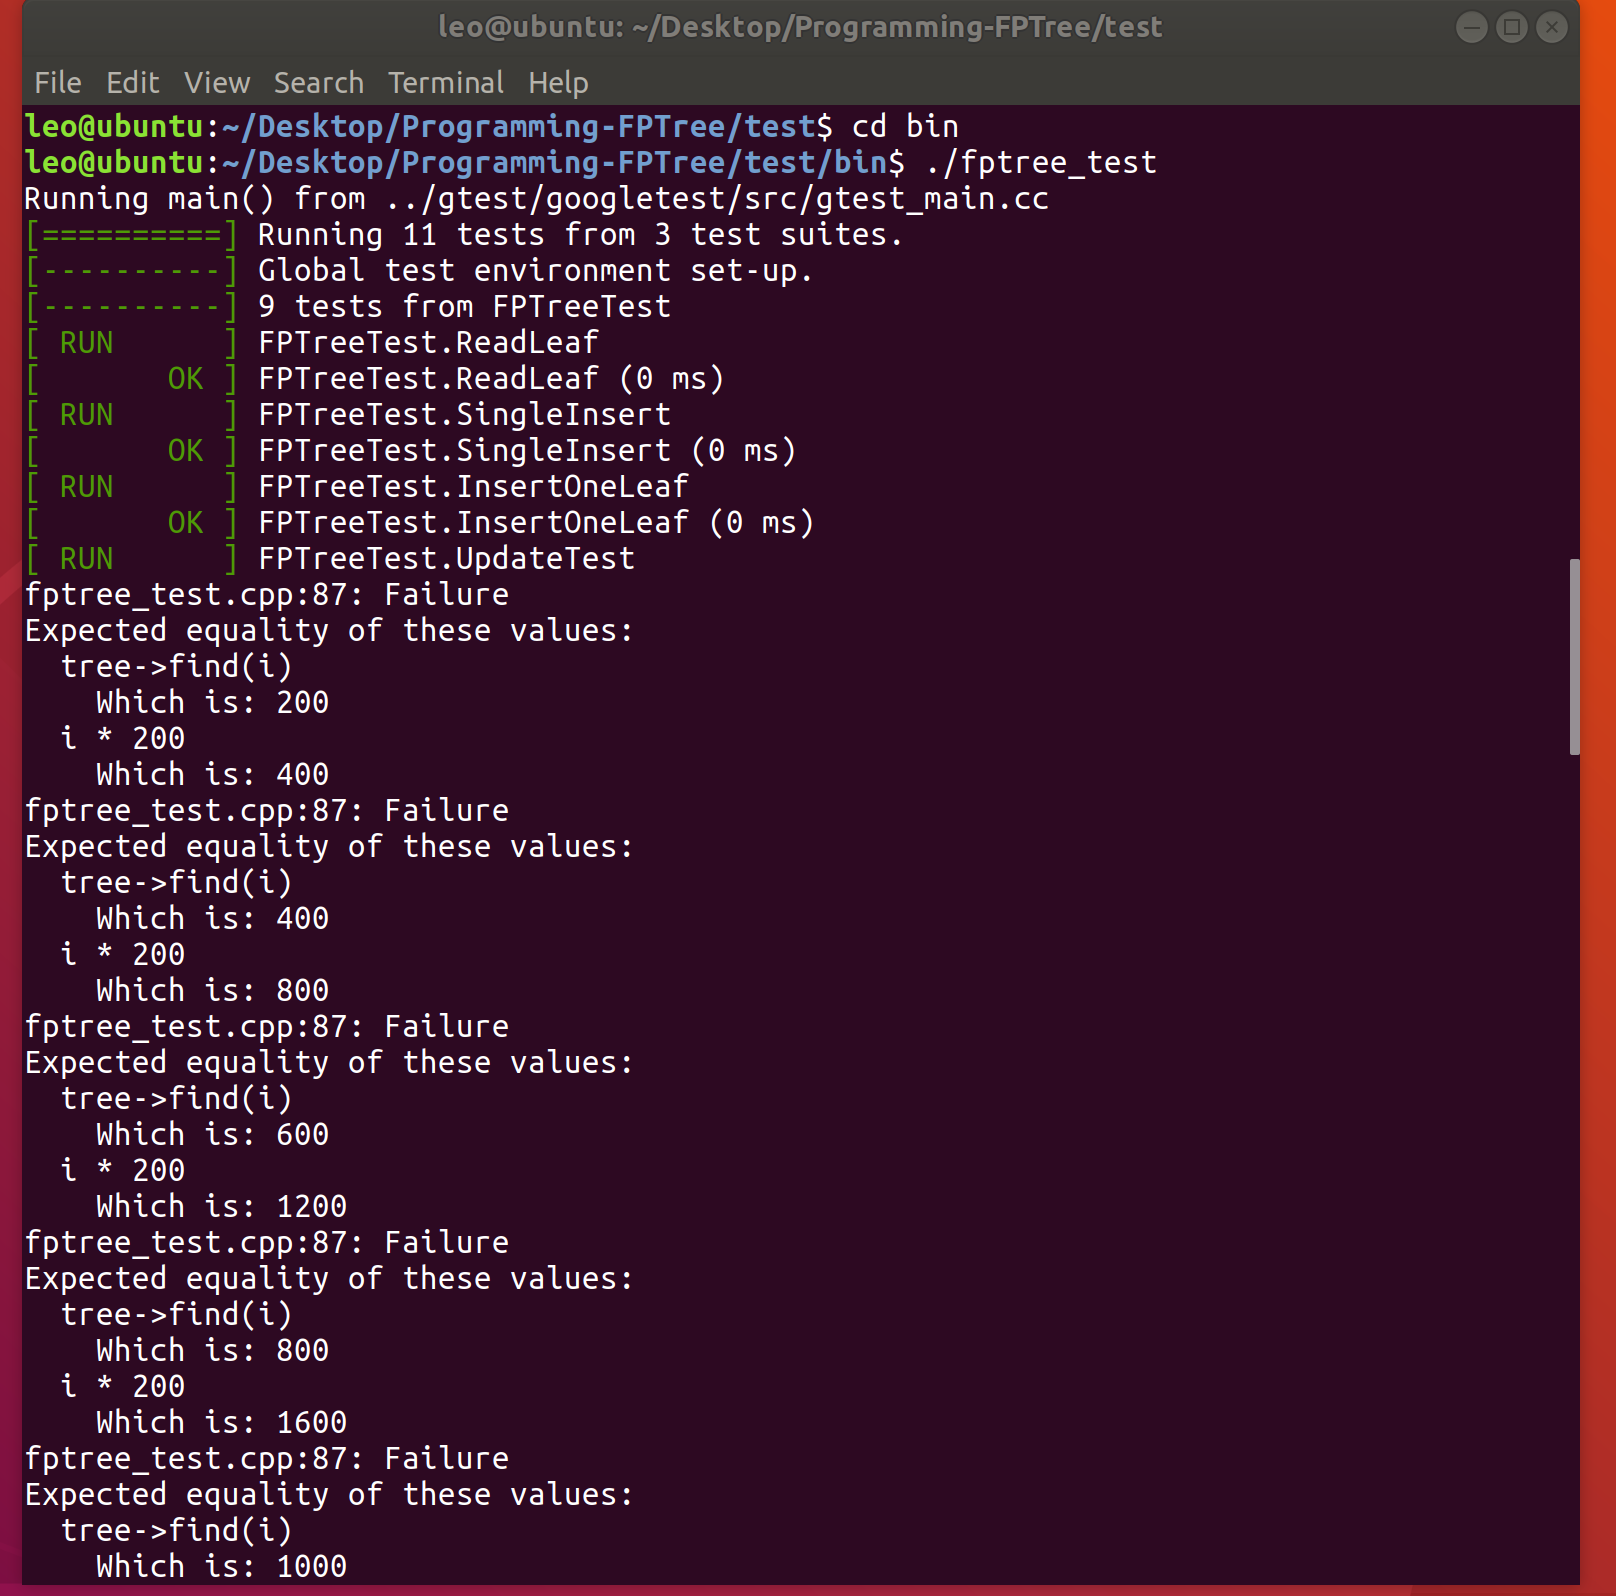 leo@ubuntu: ~/Desktop/Programming-FPTree/test
File Edit View Search Terminal Help
leo@ubuntu:~/Desktop/Programming-FPTree/test$ cd bin
leo@ubuntu:~/Desktop/Programming-FPTree/test/bin$ ./fptree_test
Running main() from ../gtest/googletest/src/gtest_main.cc
[==========] Running 11 tests from 3 test suites.
[----------] Global test environment set-up.
[----------] 9 tests from FPTreeTest
[ RUN      ] FPTreeTest.ReadLeaf
[       OK ] FPTreeTest.ReadLeaf (0 ms)
[ RUN      ] FPTreeTest.SingleInsert
[       OK ] FPTreeTest.SingleInsert (0 ms)
[ RUN      ] FPTreeTest.InsertOneLeaf
[       OK ] FPTreeTest.InsertOneLeaf (0 ms)
[ RUN      ] FPTreeTest.UpdateTest
fptree_test.cpp:87: Failure
Expected equality of these values:
  tree->find(i)
    Which is: 200
  i * 200
    Which is: 400
fptree_test.cpp:87: Failure
Expected equality of these values:
  tree->find(i)
    Which is: 400
  i * 200
    Which is: 800
fptree_test.cpp:87: Failure
Expected equality of these values:
  tree->find(i)
    Which is: 600
  i * 200
    Which is: 1200
fptree_test.cpp:87: Failure
Expected equality of these values:
  tree->find(i)
    Which is: 800
  i * 200
    Which is: 1600
fptree_test.cpp:87: Failure
Expected equality of these values:
  tree->find(i)
    Which is: 1000